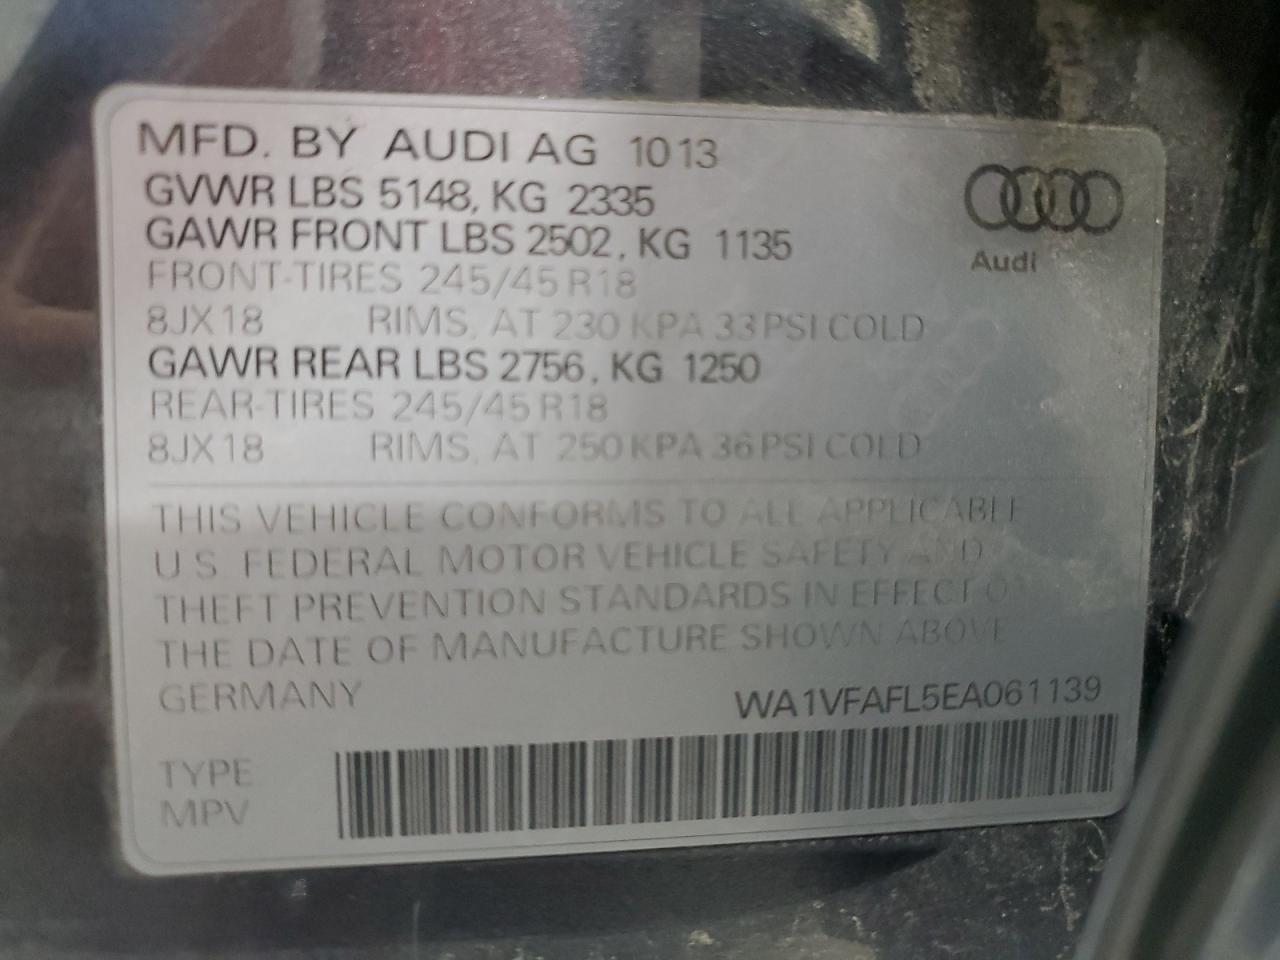 MFD. BY AUDI AG 10 13
GVWR LBS 5148, KG 2335
GAWR FRONT LBS 2502, KG 1135
FRONT-TIRES 245/45 R18
8JX18 RIMS, AT 230 KPA 33 PSI COLD
GAWR REAR LBS 2756, KG 1250
REAR-TIRES 245/45 R18
8JX18 RIMS, AT 250 KPA 36 PSI COLD
Audi
THIS VEHICLE CONFORMS TO ALL APPLICABLE
U.S. FEDERAL MOTOR VEHICLE SAFETY AND
THEFT PREVENTION STANDARDS IN EFFECT ON
THE DATE OF MANUFACTURE SHOWN ABOVE
GERMANY WA1VFAFL5EA061139
TYPE
MPV